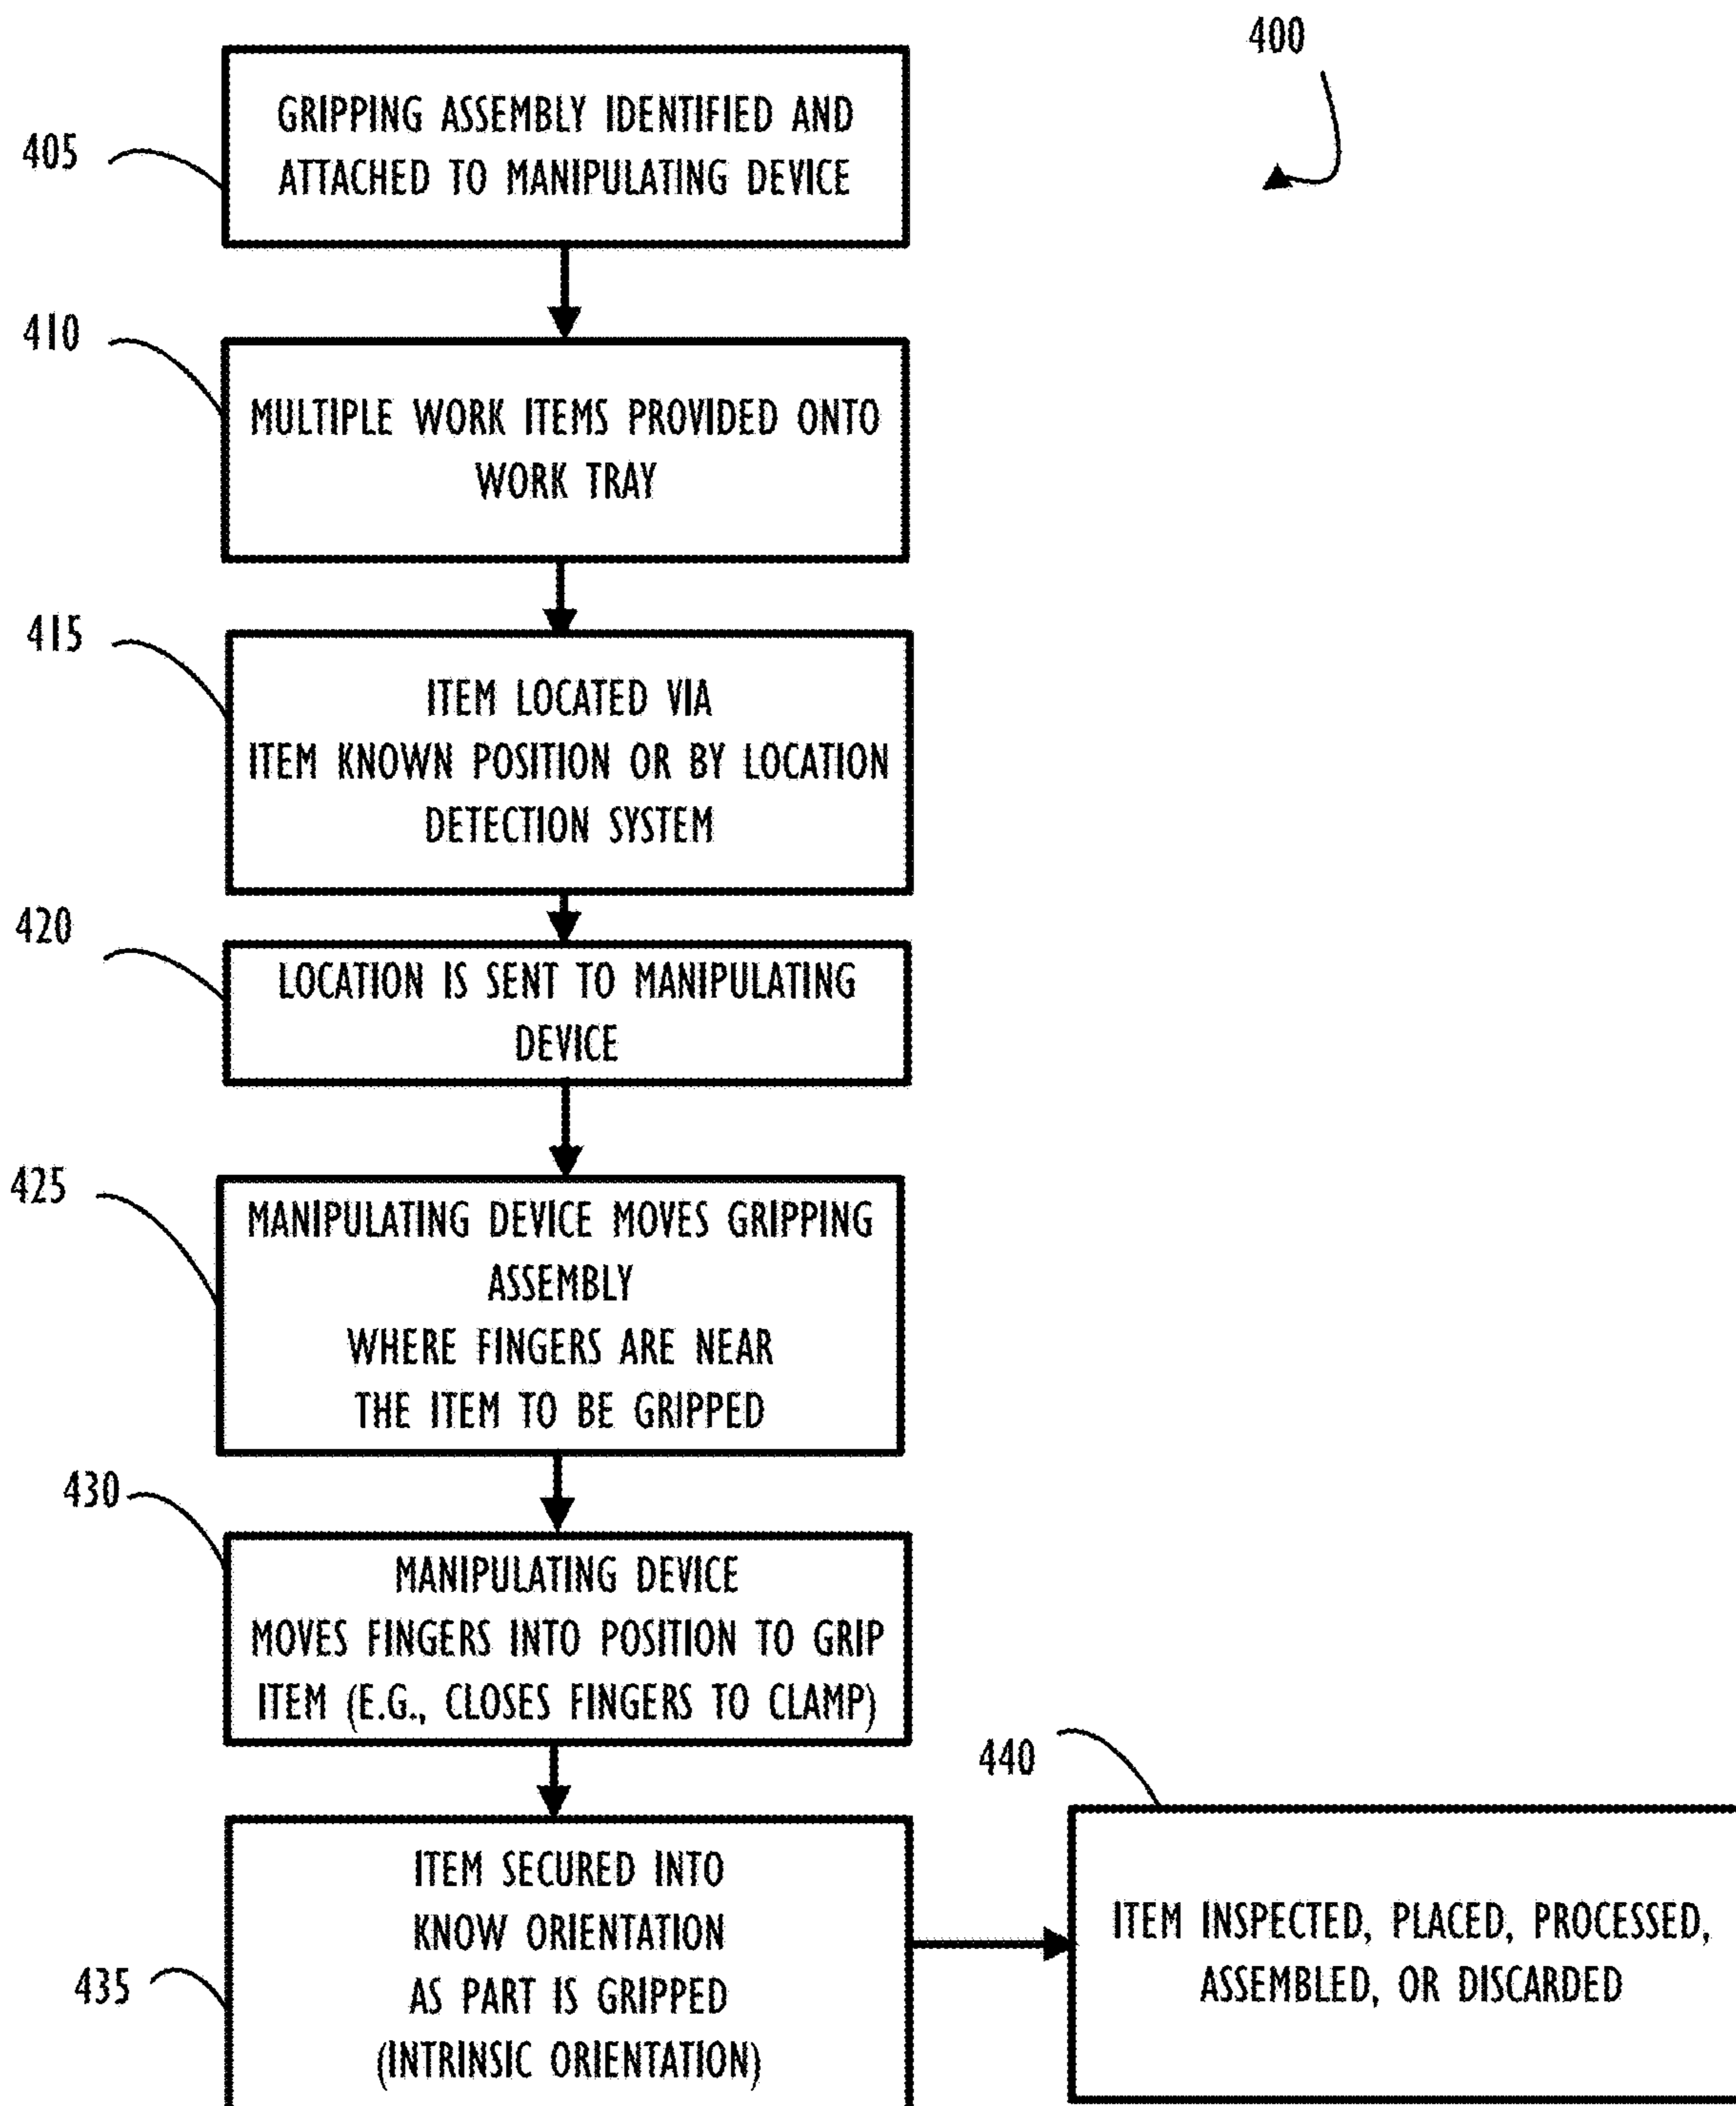 400
405
GRIPPING ASSEMBLY IDENTIFIED AND
ATTACHED TO MANIPULATING DEVICE
410
MULTIPLE WORK ITEMS PROVIDED ONTO
WORK TRAY
415
ITEM LOCATED VIA
ITEM KNOWN POSITION OR BY LOCATION
DETECTION SYSTEM
420
LOCATION IS SENT TO MANIPULATING
DEVICE
425
MANIPULATING DEVICE MOVES GRIPPING
ASSEMBLY
WHERE FINGERS ARE NEAR
THE ITEM TO BE GRIPPED
430
MANIPULATING DEVICE
MOVES FINGERS INTO POSITION TO GRIP
ITEM (E.G., CLOSES FINGERS TO CLAMP)
435
ITEM SECURED INTO
KNOW ORIENTATION
AS PART IS GRIPPED
(INTRINSIC ORIENTATION)
440
ITEM INSPECTED, PLACED, PROCESSED,
ASSEMBLED, OR DISCARDED